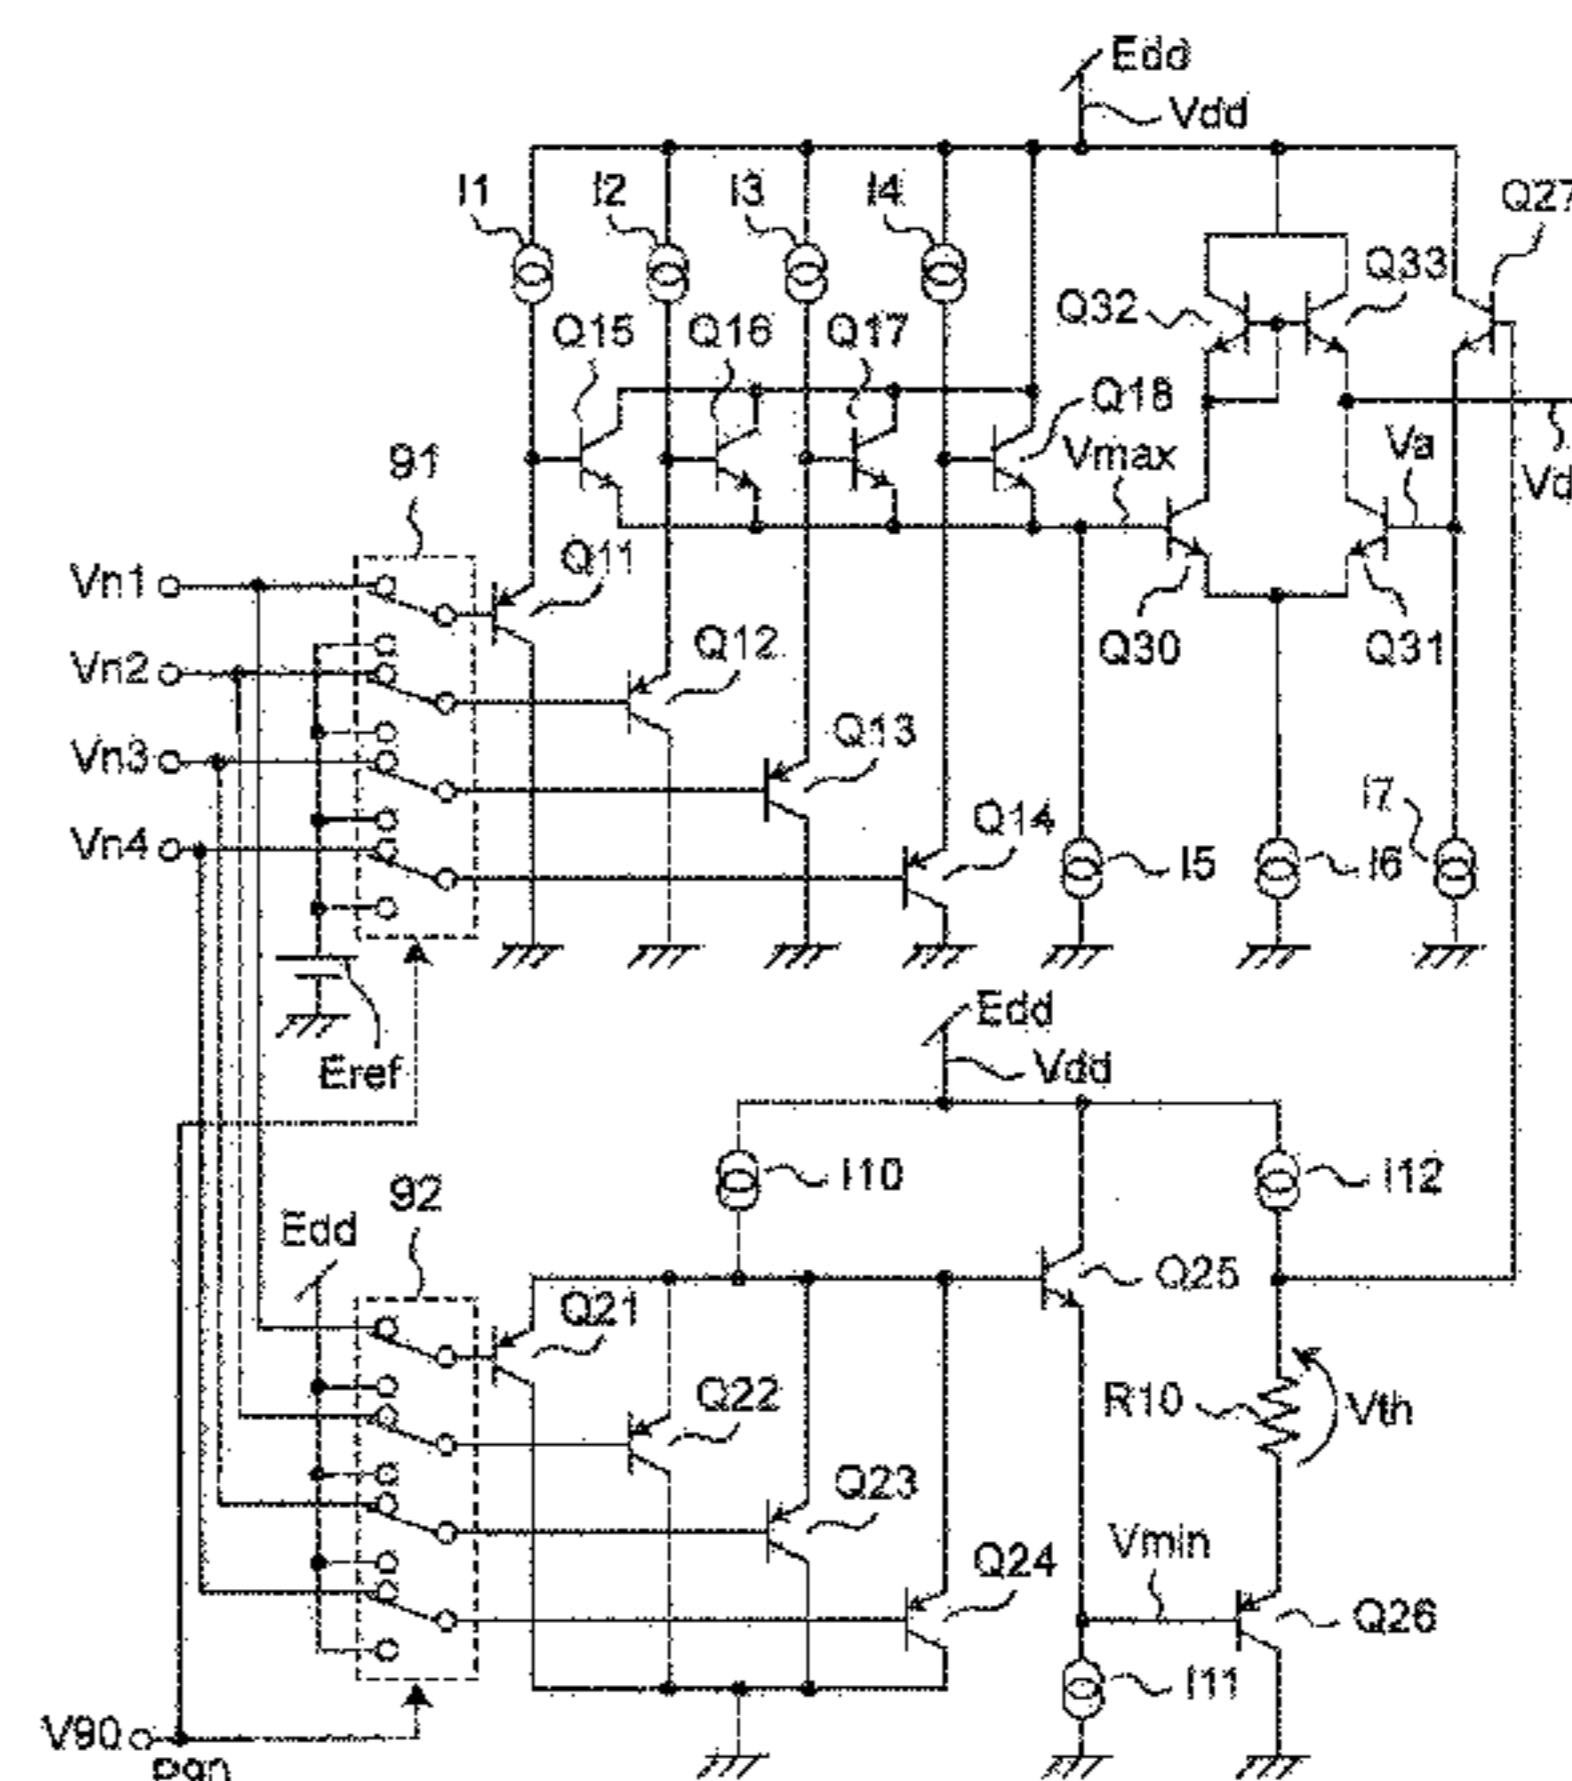 Edd
Vdd
I1
I2
I3
I4
Q27
Q33
Q32
Q15
Q16
Q17
Q18
Vmax
Va
91
Q11
Vn1
Q30
Q31
Q12
Vn2
Q13
Vn3
I7
Q14
Vn4
I5
I6
Edd
Eref
Vdd
92
I10
I12
Edd
Q25
Q21
Q22
R10
Vth
Q23
Vmin
Q24
Q26
I11
V90